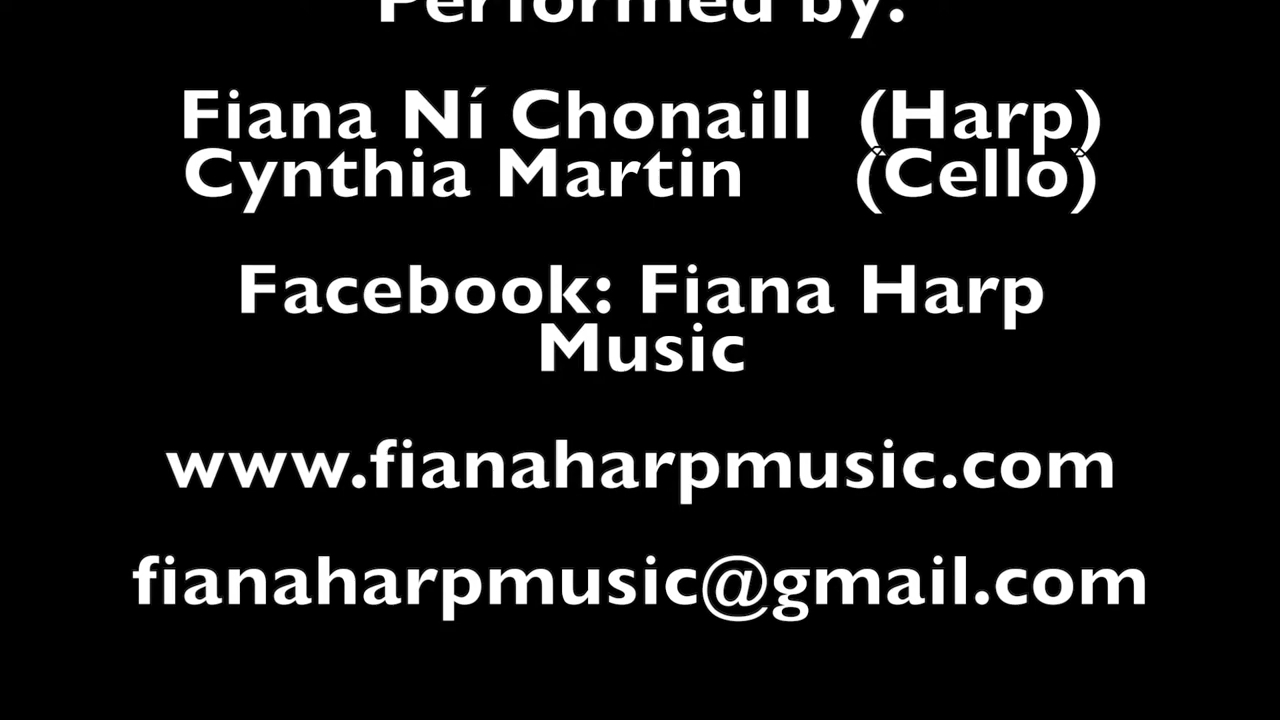 Performed by:
Fiana Ní Chonaill (Harp)
Cynthia Martin (Cello)
Facebook: Fiana Harp
Music
www.fianaharpmusic.com
fianaharpmusic@gmail.com